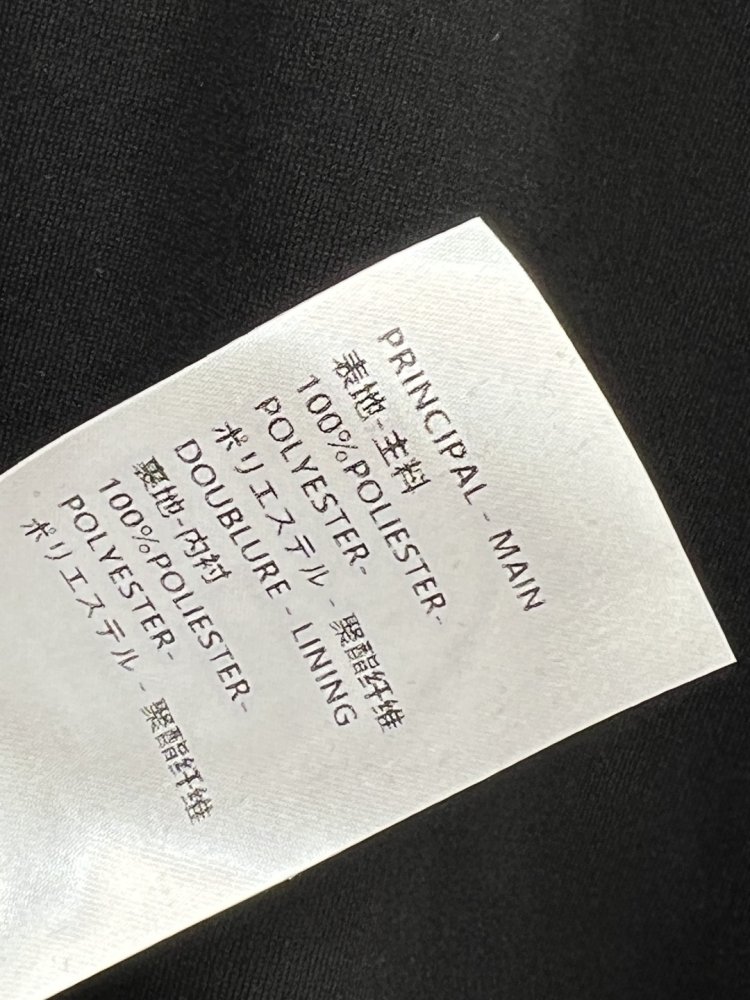 PRINCIPAL - MAIN
表地-主料
100%POLIESTER-
POLYESTER-
ポリエステル - 聚酯纤维
DOUBLURE - LINING
裏地-内衬
100%POLIESTER-
POLYESTER-
ポリエステル - 聚酯纤维